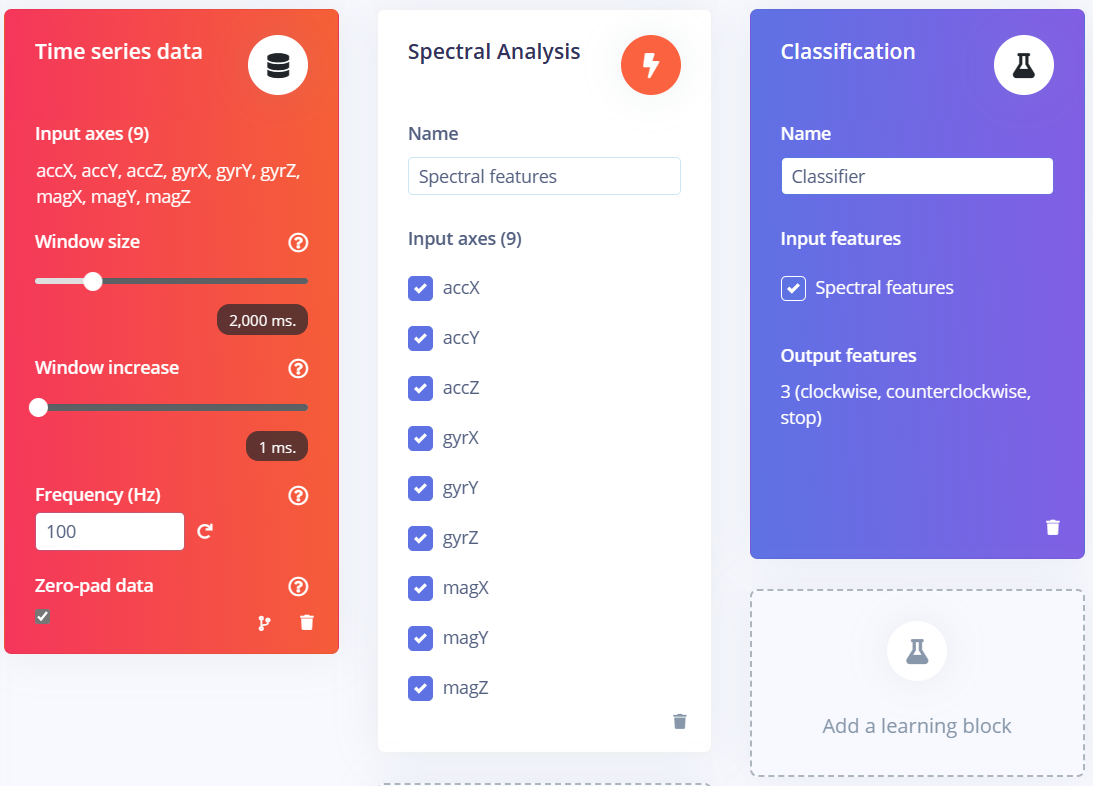 Time series data
Input axes (9)
accX, accY, accZ, gyrX, gyrY, gyrZ,
magX, magY, magZ
Window size
2,000 ms.
Window increase
1 ms.
Frequency (Hz)
100
Zero-pad data
Spectral Analysis
Name
Spectral features
Input axes (9)
accX
accY
accZ
gyrX
gyrY
gyrZ
magX
magY
magZ
Classification
Name
Classifier
Input features
Spectral features
Output features
3 (clockwise, counterclockwise,
stop)
Add a learning block